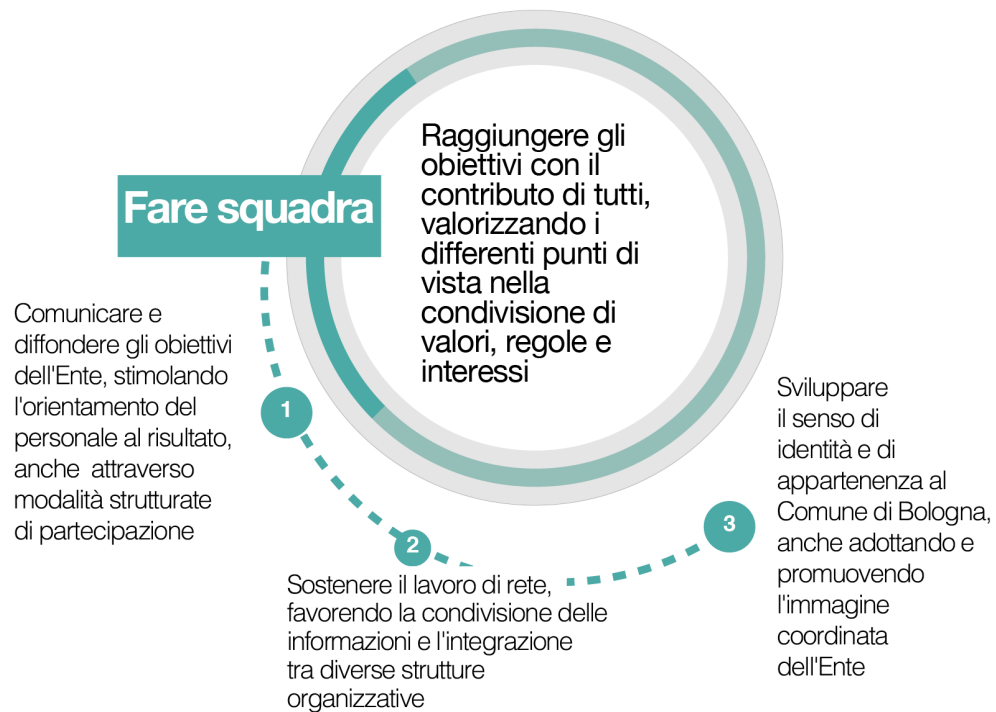 Raggiungere gli
obiettivi con il
contributo di tutti,
valorizzando i
differenti punti di
vista nella
condivisione di
valori, regole e
interessi
Fare squadra
Comunicare e
diffondere gli obiettivi
dell'Ente, stimolando
l'orientamento del
personale al risultato,
anche attraverso
modalità strutturate
di partecipazione
1
2
Sostenere il lavoro di rete,
favorendo la condivisione delle
informazioni e l'integrazione
tra diverse strutture
organizzative
3
Sviluppare
il senso di
identità e di
appartenenza al
Comune di Bologna,
anche adottando e
promuovendo
l'immagine
coordinata
dell'Ente